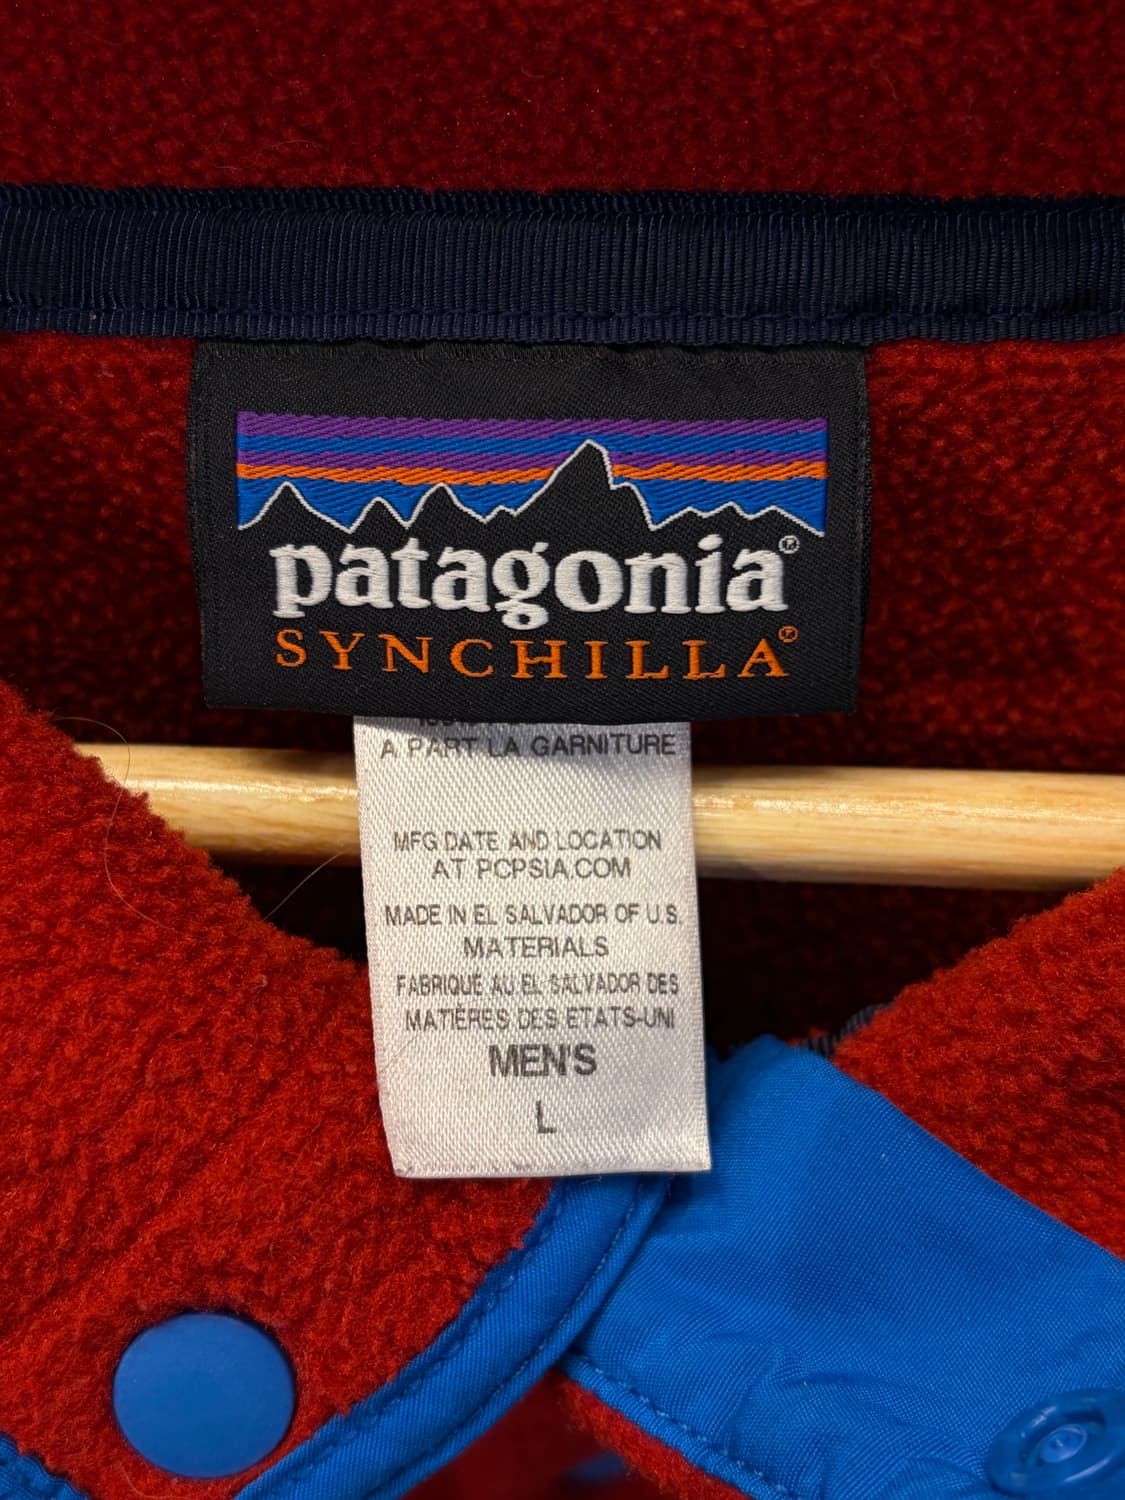 patagonia®
SYNCHILLA®
A PART LA GARNITURE
MFG DATE AND LOCATION
AT PCPSIA.COM
MADE IN EL SALVADOR OF U.S.
MATERIALS
FABRIQUÉ AU EL SALVADOR DES
MATIÈRES DES ETATS-UNI
MEN'S
L